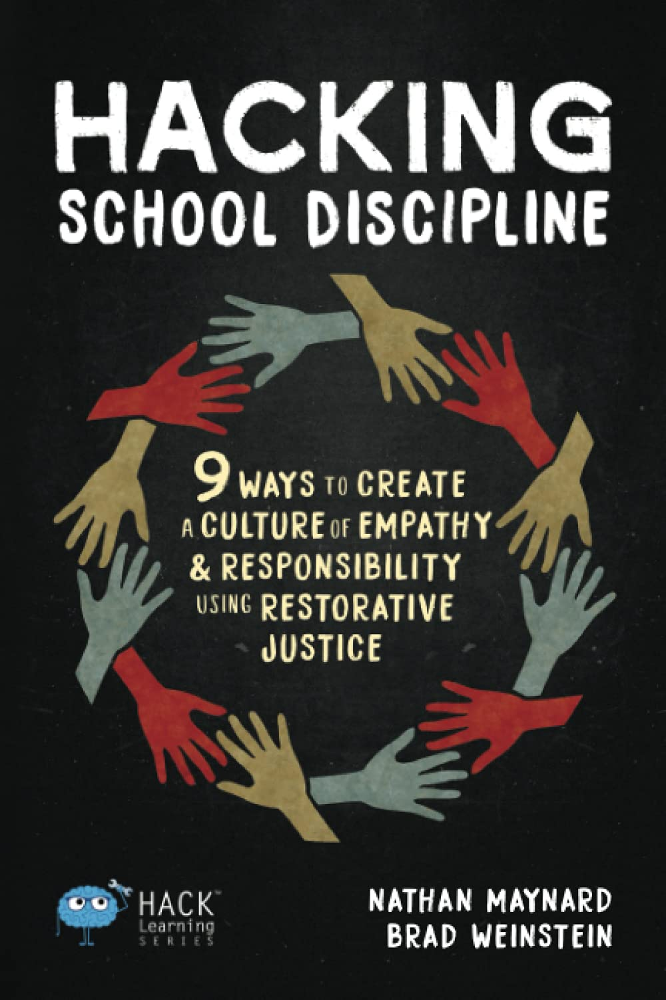 HACKING
SCHOOL DISCIPLINE
9 WAYS TO CREATE
A CULTURE OF EMPATHY
& RESPONSIBILITY
USING RESTORATIVE
JUSTICE
HACK™
Learning
SERIES
NATHAN MAYNARD
BRAD WEINSTEIN